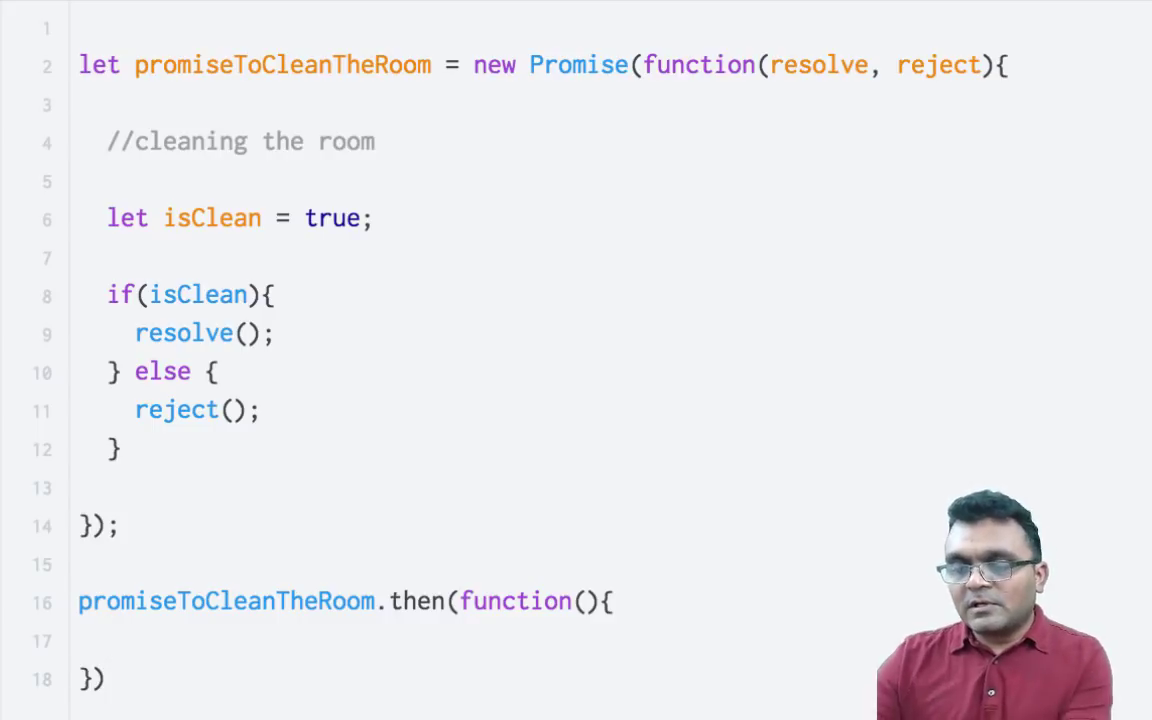 1
2 let promiseToCleanTheRoom = new Promise(function(resolve, reject){
3
4 //cleaning the room
5
6 let isClean = true;
7
8 if(isClean){
9 resolve();
10 } else {
11 reject();
12 }
13
14 });
15
16 promiseToCleanTheRoom.then(function(){
17
18 })